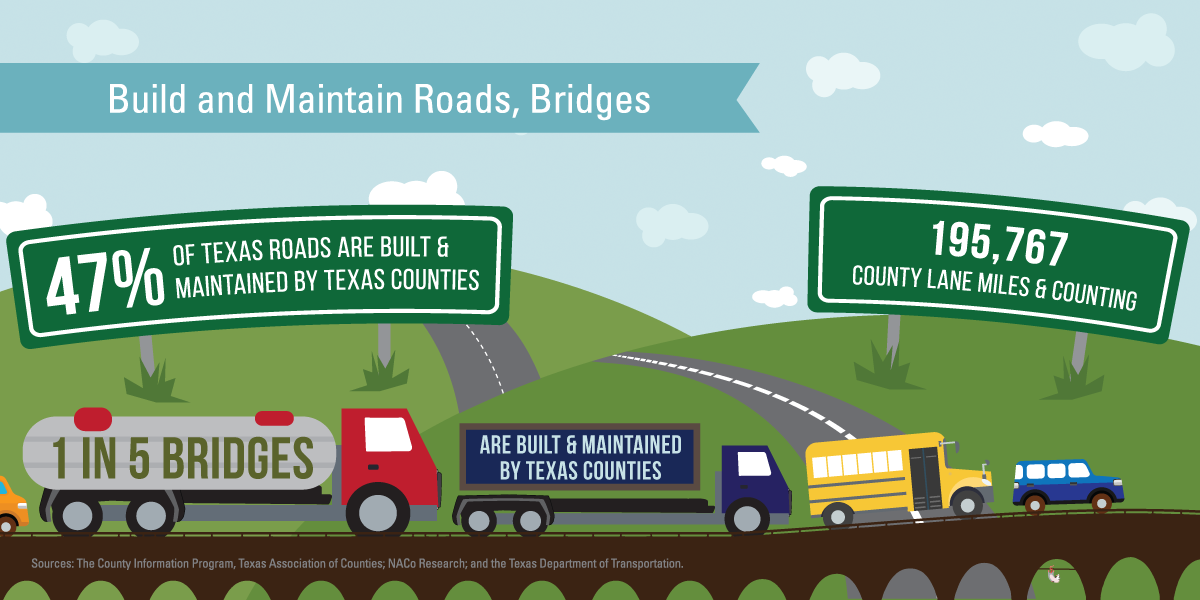 Build and Maintain Roads, Bridges
47% OF TEXAS ROADS ARE BUILT &
MAINTAINED BY TEXAS COUNTIES
195,767
COUNTY LANE MILES & COUNTING
1 IN 5 BRIDGES
ARE BUILT & MAINTAINED
BY TEXAS COUNTIES
Sources: The County Information Program, Texas Association of Counties; NACo Research; and the Texas Department of Transportation.